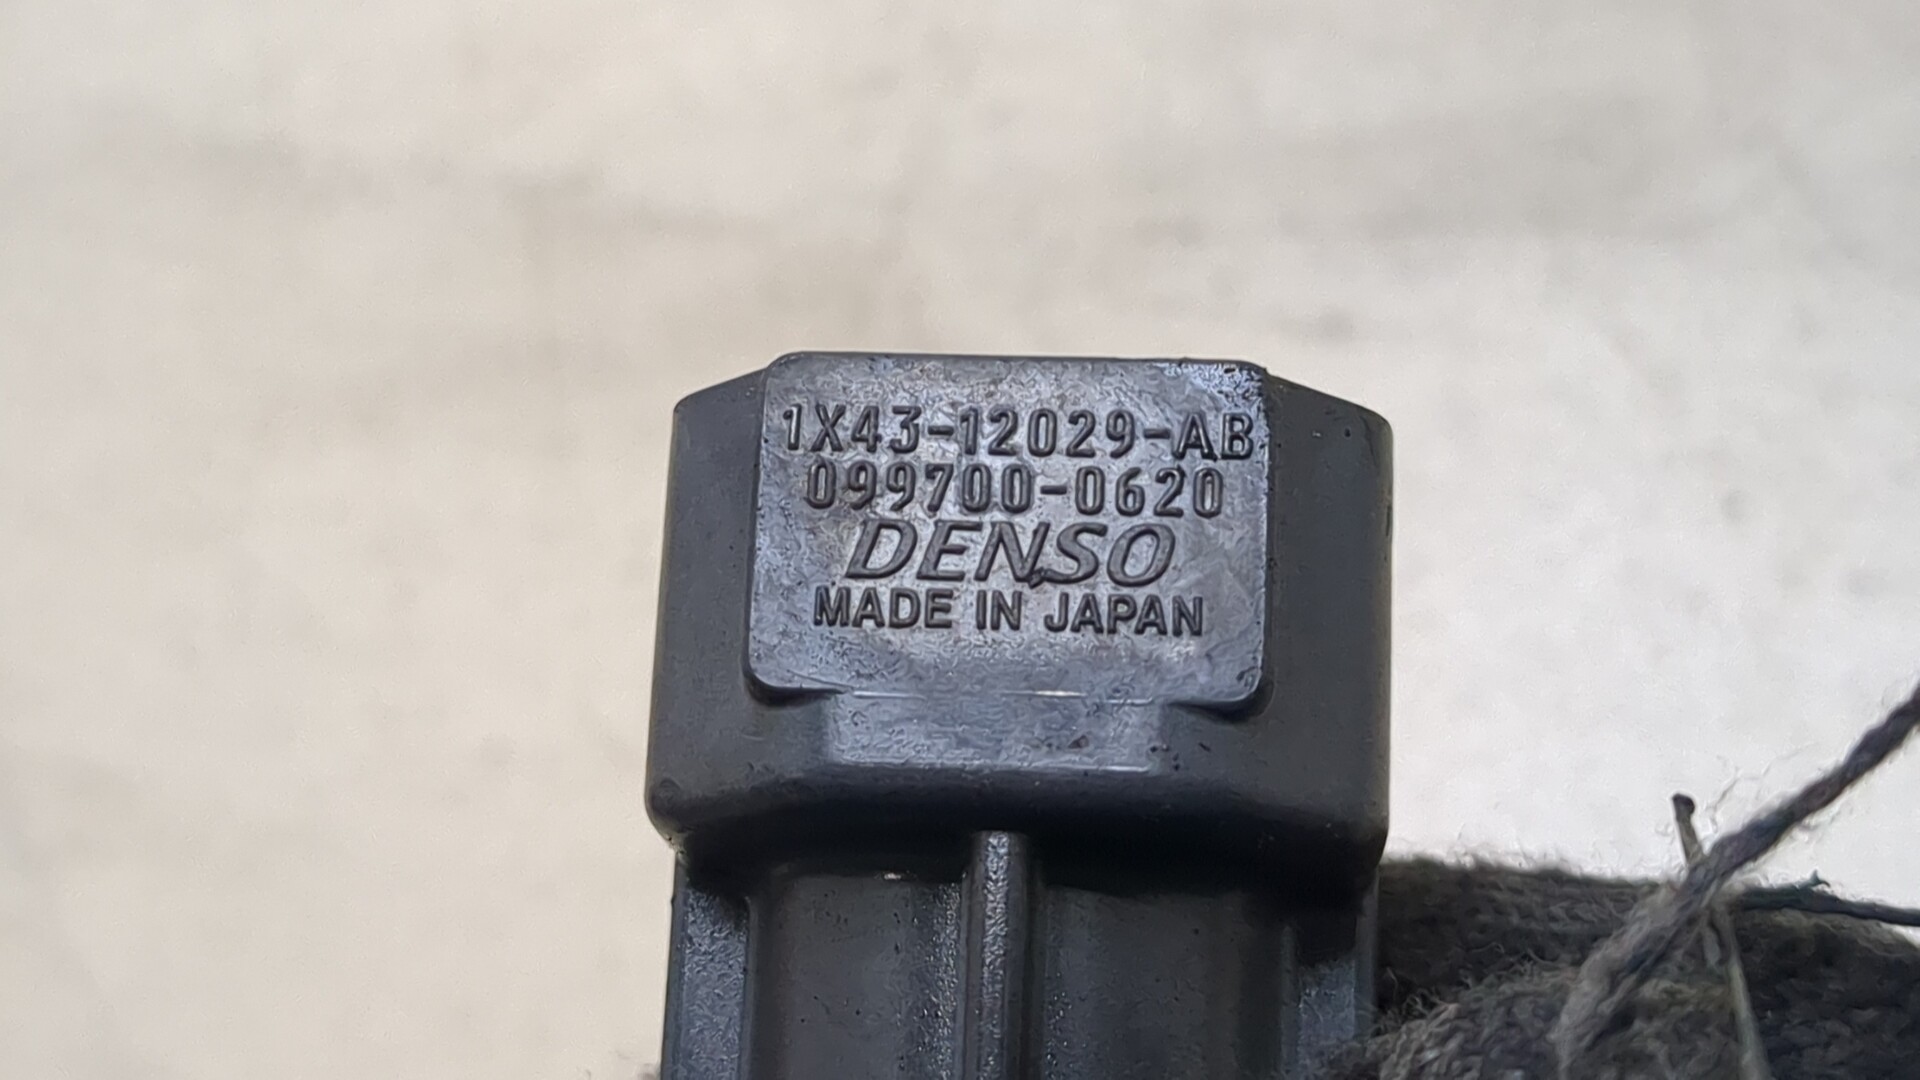 1X43-12029-AB
099700-0620
DENSO
MADE IN JAPAN